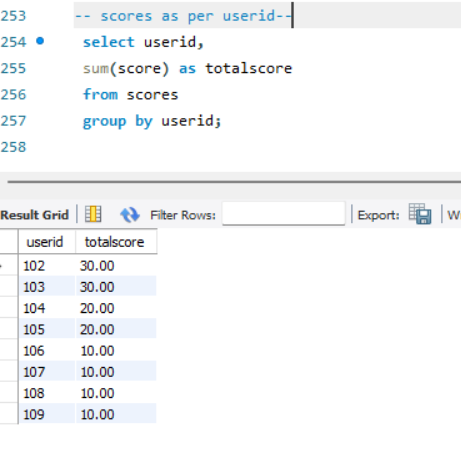 253 -- scores as per userid--
254 select userid,
255 sum(score) as totalscore
256 from scores
257 group by userid;
258
Result Grid Filter Rows: Export:
userid totalscore
102 30.00
103 30.00
104 20.00
105 20.00
106 10.00
107 10.00
108 10.00
109 10.00